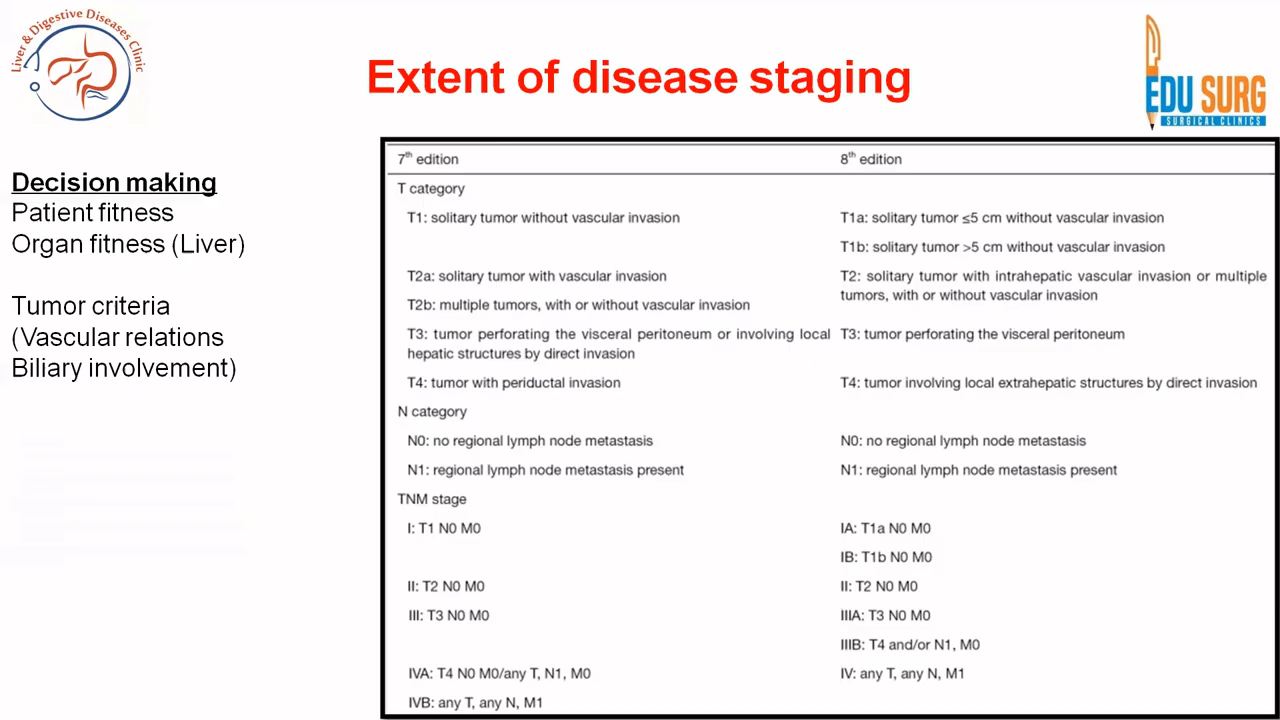 Liver & Digestive Diseases Clinic
Extent of disease staging
EDU SURG
SURGICAL CLINICS
Decision making
Patient fitness
Organ fitness (Liver)
Tumor criteria
(Vascular relations
Biliary involvement)
7th edition 8th edition
T category
T1: solitary tumor without vascular invasion T1a: solitary tumor ≤5 cm without vascular invasion
T1b: solitary tumor >5 cm without vascular invasion
T2a: solitary tumor with vascular invasion T2: solitary tumor with intrahepatic vascular invasion or multiple
tumors, with or without vascular invasion
T2b: multiple tumors, with or without vascular invasion
T3: tumor perforating the visceral peritoneum or involving local T3: tumor perforating the visceral peritoneum
hepatic structures by direct invasion
T4: tumor with periductal invasion T4: tumor involving local extrahepatic structures by direct invasion
N category
N0: no regional lymph node metastasis N0: no regional lymph node metastasis
N1: regional lymph node metastasis present N1: regional lymph node metastasis present
TNM stage
I: T1 N0 M0 IA: T1a N0 M0
IB: T1b N0 M0
II: T2 N0 M0 II: T2 N0 M0
III: T3 N0 M0 IIIA: T3 N0 M0
IIIB: T4 and/or N1, M0
IVA: T4 N0 M0/any T, N1, M0 IV: any T, any N, M1
IVB: any T, any N, M1